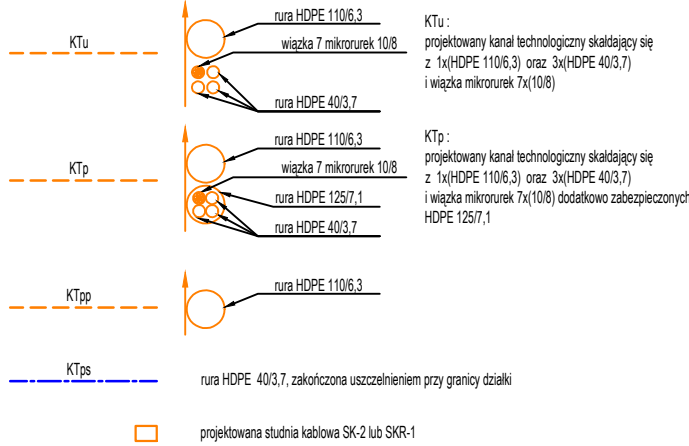 KTu
rura HDPE 110/6,3
wiązka 7 mikrorurek 10/8
rura HDPE 40/3,7
KTu :
projektowany kanał technologiczny skałdający się
z 1x(HDPE 110/6,3) oraz 3x(HDPE 40/3,7)
i wiązka mikrorurek 7x(10/8)
KTp
rura HDPE 110/6,3
wiązka 7 mikrorurek 10/8
rura HDPE 125/7,1
rura HDPE 40/3,7
KTp :
projektowany kanał technologiczny skałdający się
z 1x(HDPE 110/6,3) oraz 3x(HDPE 40/3,7)
i wiązka mikrorurek 7x(10/8) dodatkowo zabezpieczonych
HDPE 125/7,1
KTpp
rura HDPE 110/6,3
KTps
rura HDPE 40/3,7, zakończona uszczelnieniem przy granicy działki
projektowana studnia kablowa SK-2 lub SKR-1